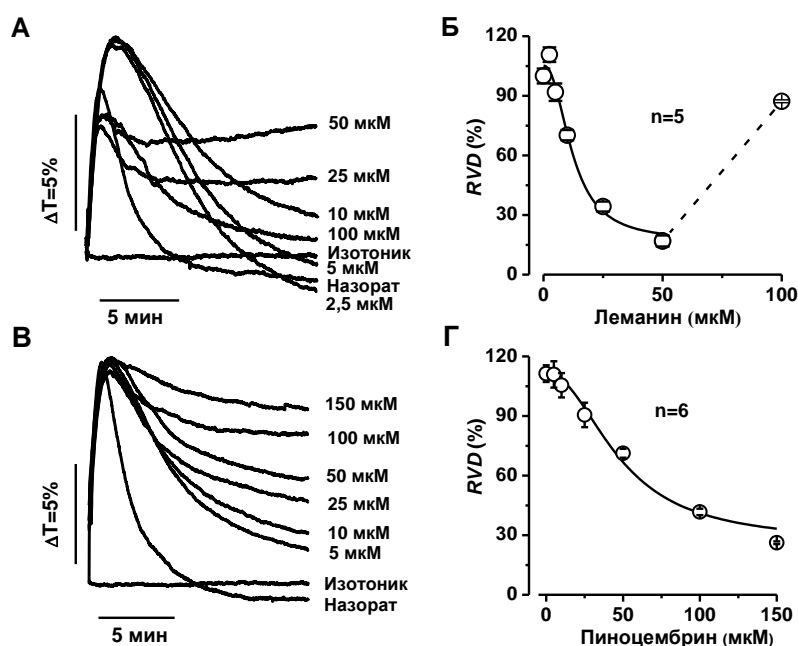 А
ΔT=5%
50 мкМ
25 мкМ
10 мкМ
100 мкМ
Изотоник
5 мкМ
Назорат
2,5 мкМ
5 мин
Б
RVD (%)
120
90
60
30
0
n=5
0
50
100
Леманин (мкМ)
В
ΔT=5%
150 мкМ
100 мкМ
50 мкМ
25 мкМ
10 мкМ
5 мкМ
Изотоник
Назорат
5 мин
Г
RVD (%)
120
90
60
30
0
n=6
0
50
100
150
Пиноцембрин (мкМ)